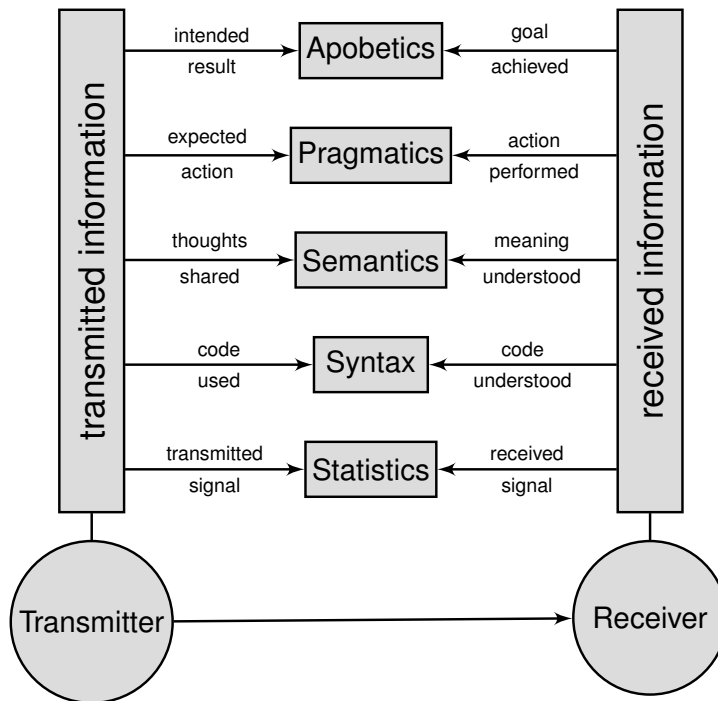 intended
result
Apobetics
goal
achieved
expected
action
Pragmatics
action
performed
thoughts
shared
Semantics
meaning
understood
code
used
Syntax
code
understood
transmitted
signal
Statistics
received
signal
transmitted information
received information
Transmitter
Receiver